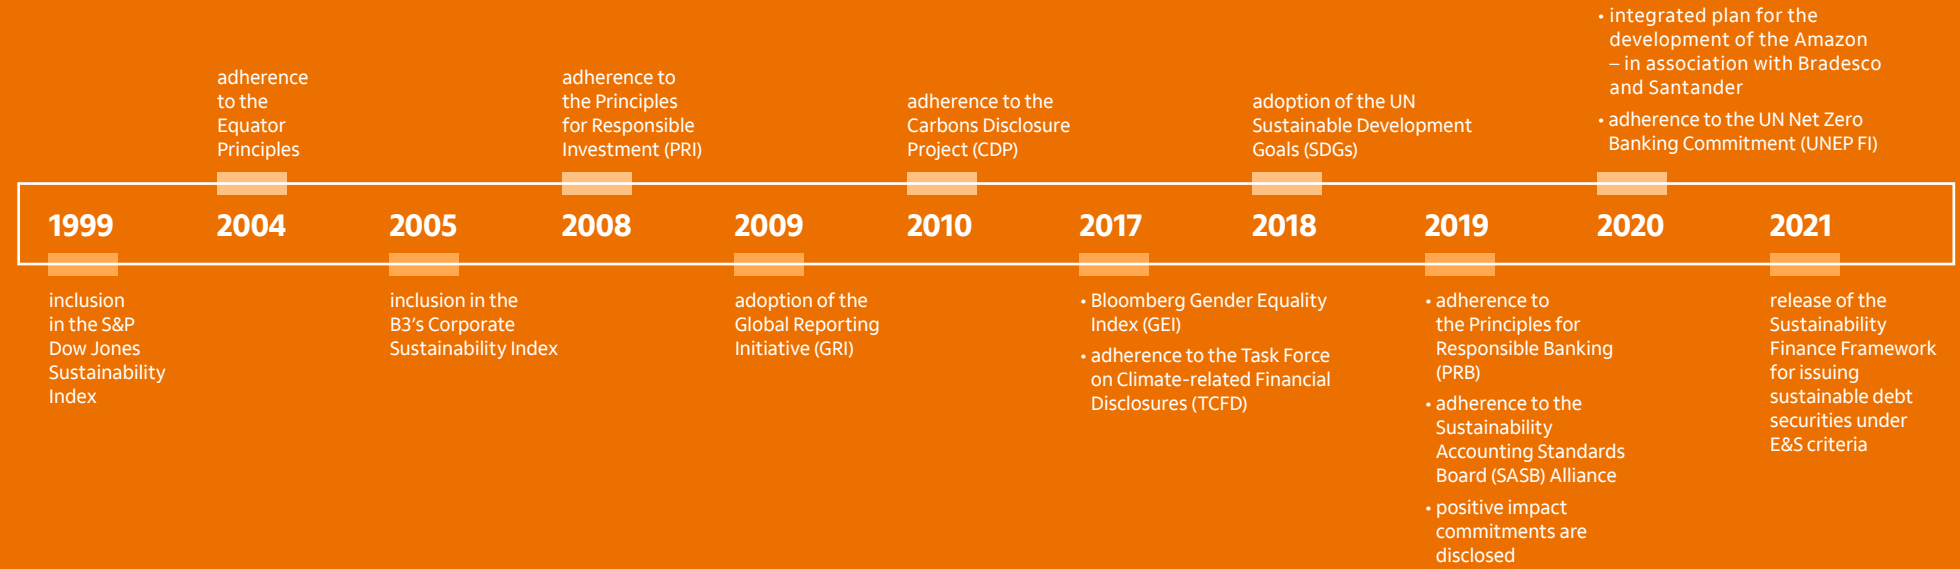 1999
inclusion
in the S&P
Dow Jones
Sustainability
Index
adherence
to the
Equator
Principles
2004
2005
inclusion in the
B3's Corporate
Sustainability Index
adherence to
the Principles
for Responsible
Investment (PRI)
2008
2009
adoption of the
Global Reporting
Initiative (GRI)
adherence to the
Carbons Disclosure
Project (CDP)
2010
2017
• Bloomberg Gender Equality
Index (GEI)
• adherence to the Task Force
on Climate-related Financial
Disclosures (TCFD)
adoption of the UN
Sustainable Development
Goals (SDGs)
2018
2019
• adherence to
the Principles for
Responsible Banking
(PRB)
• adherence to the
Sustainability
Accounting Standards
Board (SASB) Alliance
• positive impact
commitments are
disclosed
• integrated plan for the
development of the Amazon
– in association with Bradesco
and Santander
• adherence to the UN Net Zero
Banking Commitment (UNEP FI)
2020
2021
release of the
Sustainability
Finance Framework
for issuing
sustainable debt
securities under
E&S criteria